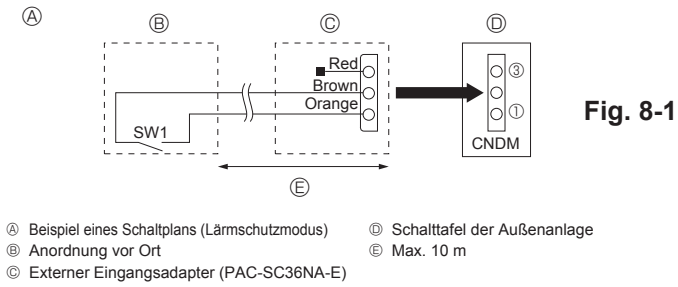 Ⓐ
Ⓑ
Ⓒ
Ⓓ
Red
Brown
Orange
SW1
Ⓔ
③
①
CNDM
Fig. 8-1
Ⓐ Beispiel eines Schaltplans (Lärmschutzmodus)
Ⓑ Anordnung vor Ort
Ⓒ Externer Eingangsadapter (PAC-SC36NA-E)
Ⓓ Schalttafel der Außenanlage
Ⓔ Max. 10 m